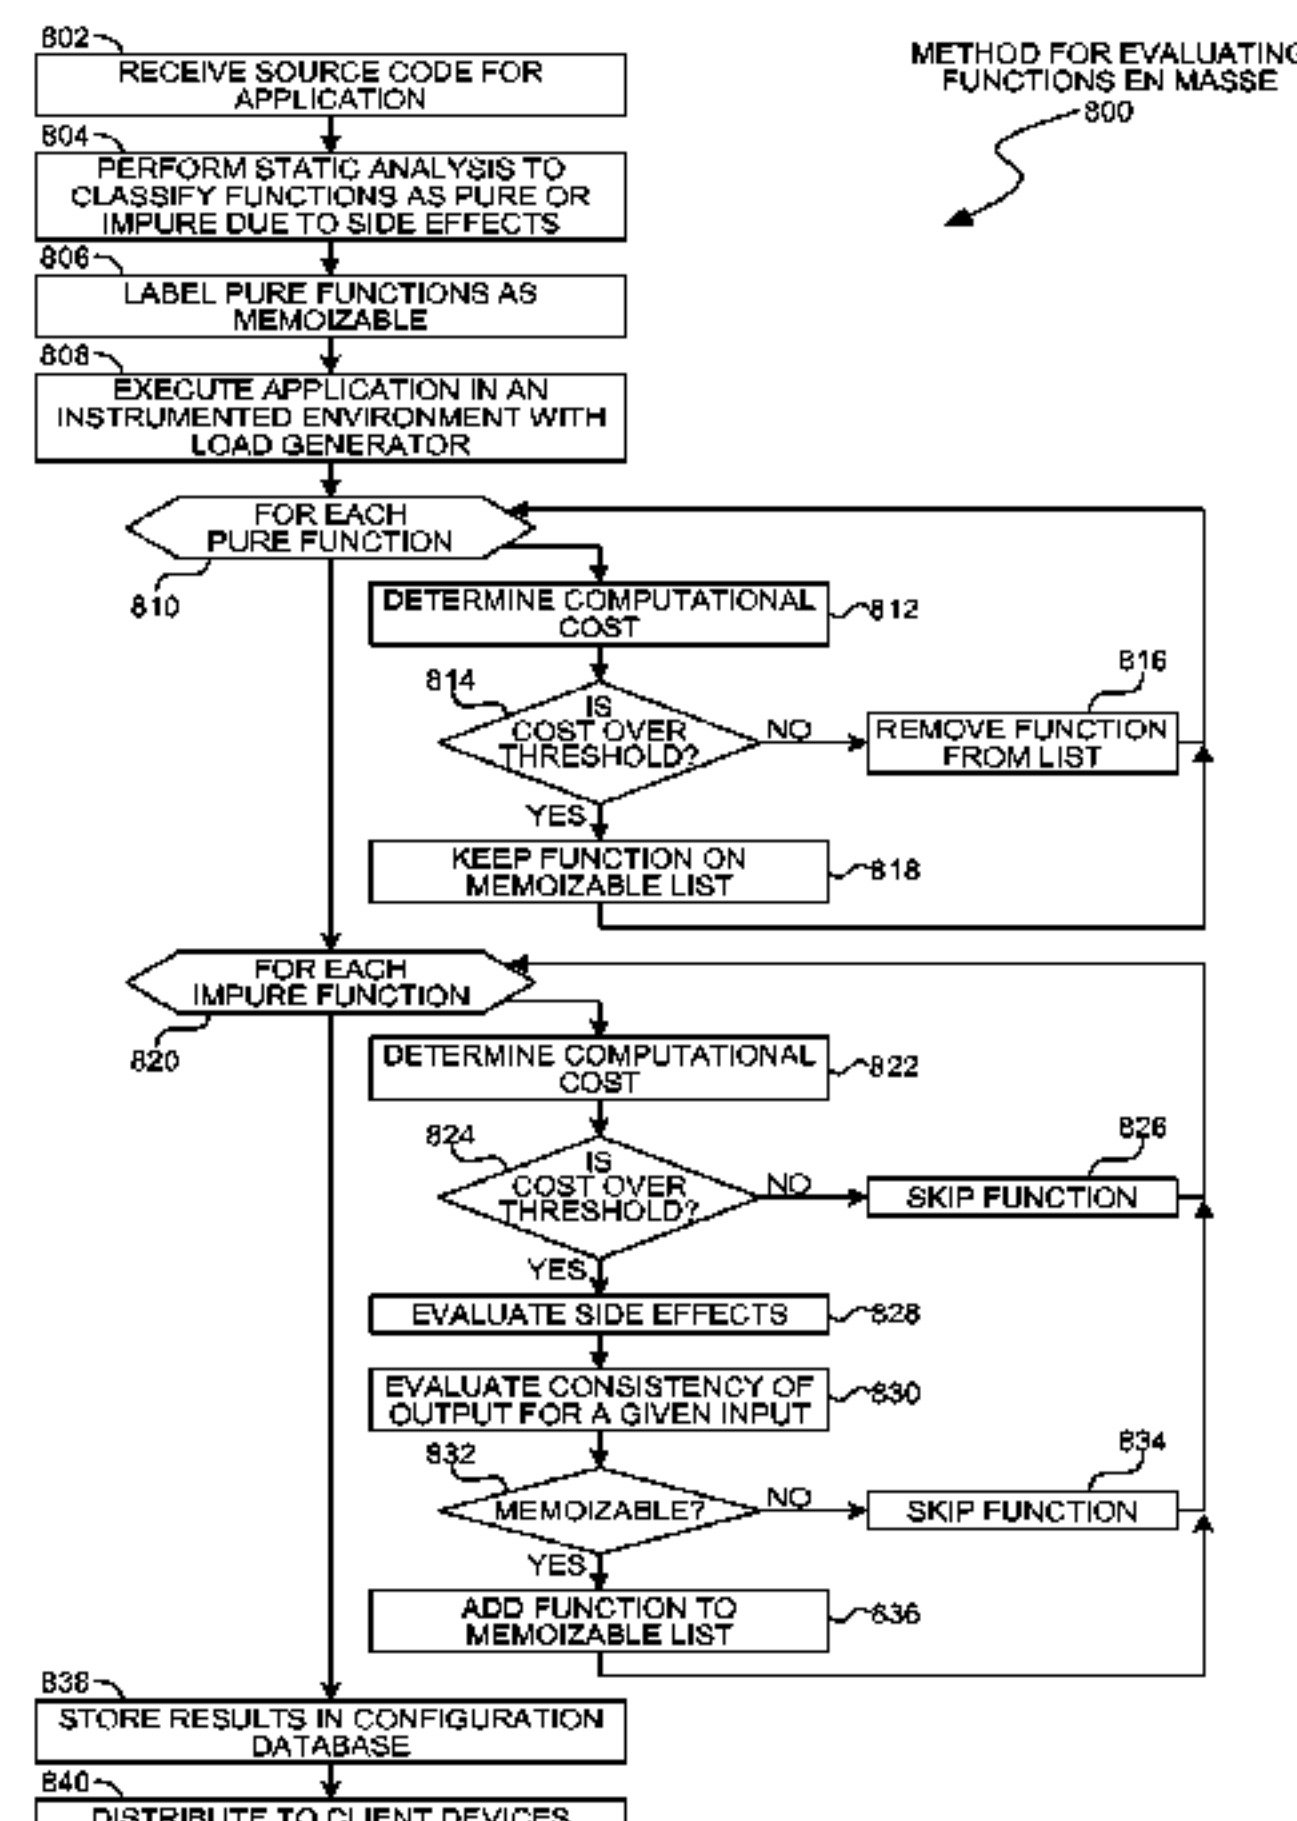 METHOD FOR EVALUATING
FUNCTIONS EN MASSE
800
802
RECEIVE SOURCE CODE FOR
APPLICATION
804
PERFORM STATIC ANALYSIS TO
CLASSIFY FUNCTIONS AS PURE OR
IMPURE DUE TO SIDE EFFECTS
806
LABEL PURE FUNCTIONS AS
MEMOIZABLE
808
EXECUTE APPLICATION IN AN
INSTRUMENTED ENVIRONMENT WITH
LOAD GENERATOR
FOR EACH
PURE FUNCTION
810
DETERMINE COMPUTATIONAL
COST
812
814
IS
COST OVER
THRESHOLD?
NO
816
REMOVE FUNCTION
FROM LIST
YES
KEEP FUNCTION ON
MEMOIZABLE LIST
818
FOR EACH
IMPURE FUNCTION
820
DETERMINE COMPUTATIONAL
COST
822
824
IS
COST OVER
THRESHOLD?
NO
826
SKIP FUNCTION
YES
EVALUATE SIDE EFFECTS
828
EVALUATE CONSISTENCY OF
OUTPUT FOR A GIVEN INPUT
830
832
MEMOIZABLE?
NO
834
SKIP FUNCTION
YES
ADD FUNCTION TO
MEMOIZABLE LIST
836
838
STORE RESULTS IN CONFIGURATION
DATABASE
840
DISTRIBUTE TO CLIENT DEVICES